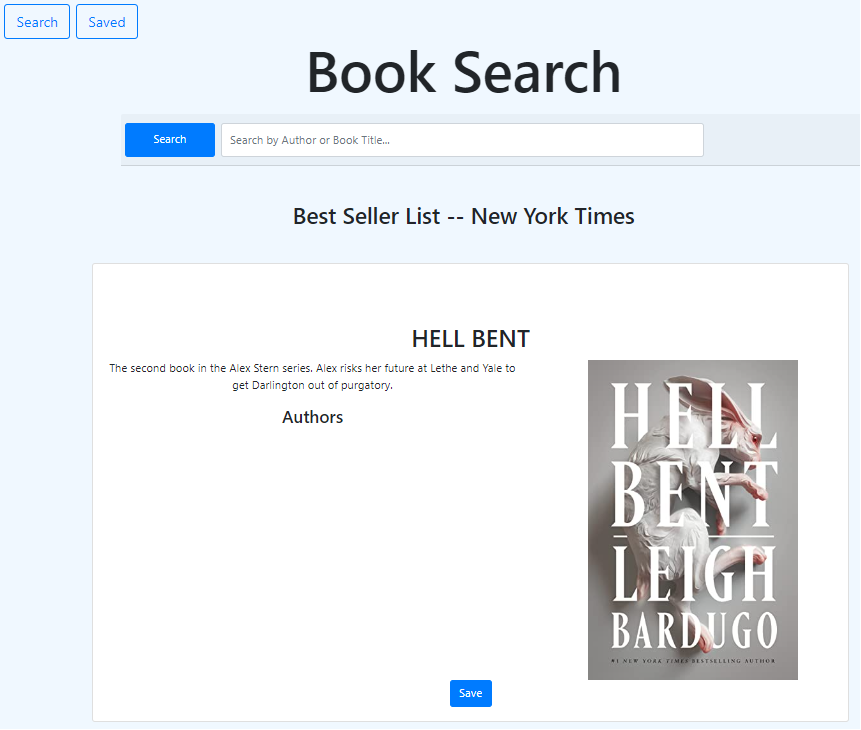 Search Saved
Book Search
Search Search by Author or Book Title...
Best Seller List -- New York Times
HELL BENT
The second book in the Alex Stern series. Alex risks her future at Lethe and Yale to
get Darlington out of purgatory.
Authors
HELL
BENT
LEIGH
BARDUGO
#1 NEW YORK TIMES BESTSELLING AUTHOR
Save